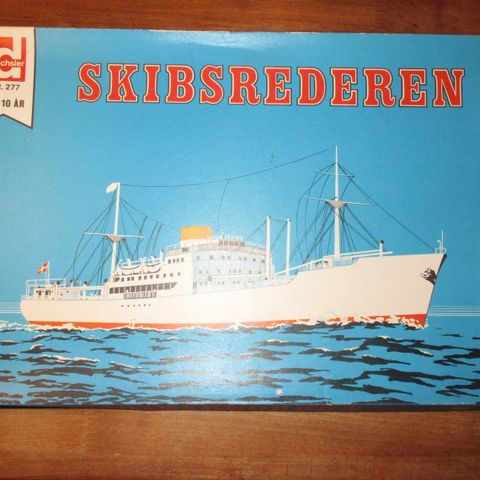 SKIBSREDEREN
d
chsler
. 277
10 ÅR